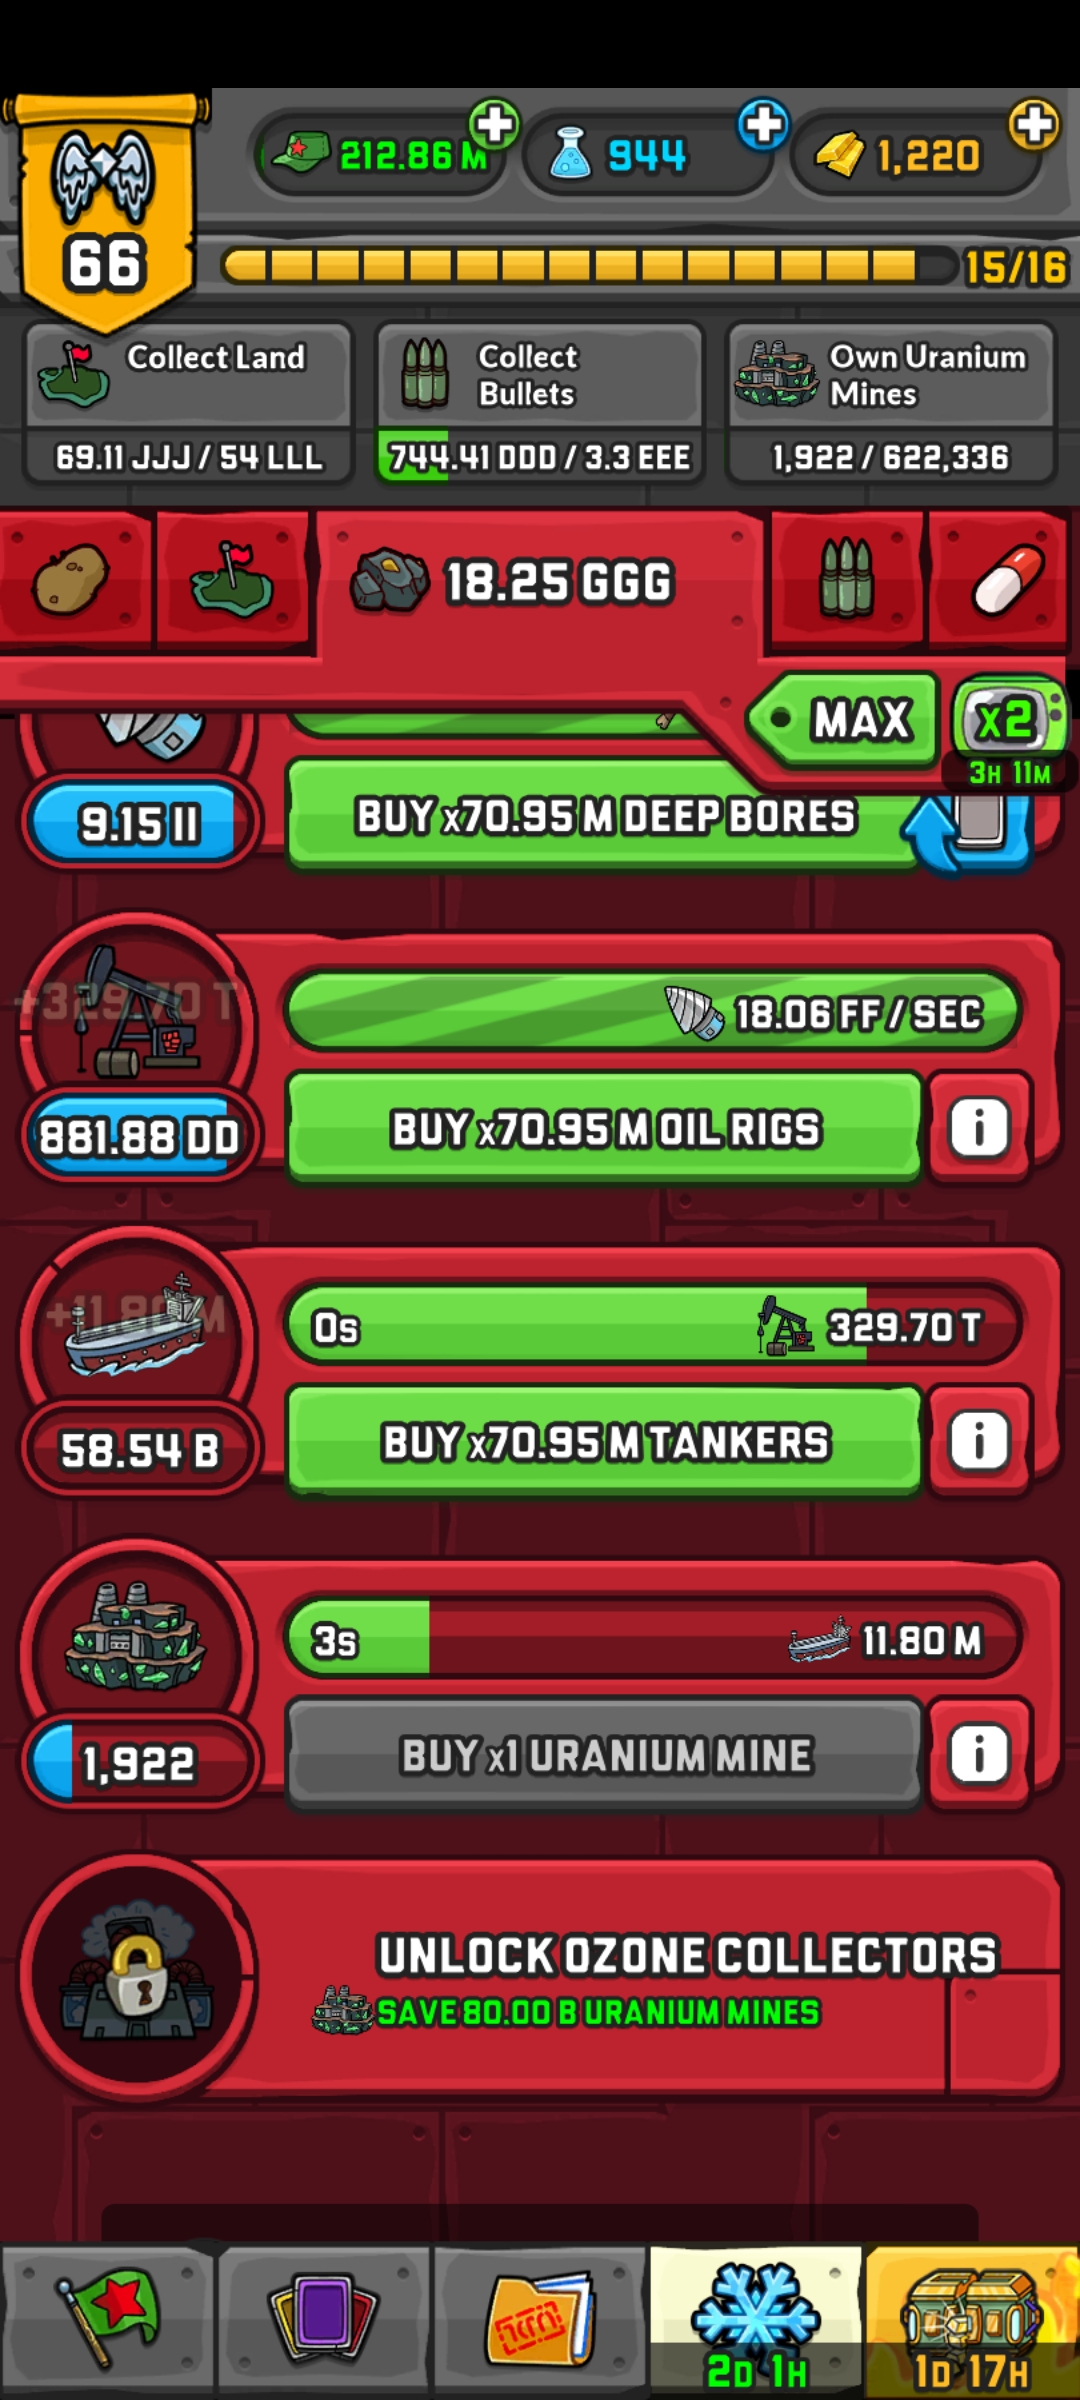 212.86 M
944
1,220
66
15/16
Collect Land
69.11 JJJ / 54 LLL
Collect
Bullets
744.41 DDD / 3.3 EEE
Own Uranium
Mines
1,922 / 622,336
18.25 GGG
MAX
x2
3H 11M
9.15 II
BUY x70.95 M DEEP BORES
+329.70 T
18.06 FF / SEC
881.88 DD
BUY x70.95 M OIL RIGS
i
+11.80 M
0s
329.70 T
58.54 B
BUY x70.95 M TANKERS
i
3s
11.80 M
1,922
BUY x1 URANIUM MINE
i
UNLOCK OZONE COLLECTORS
SAVE 80.00 B URANIUM MINES
2D 1H
1D 17H